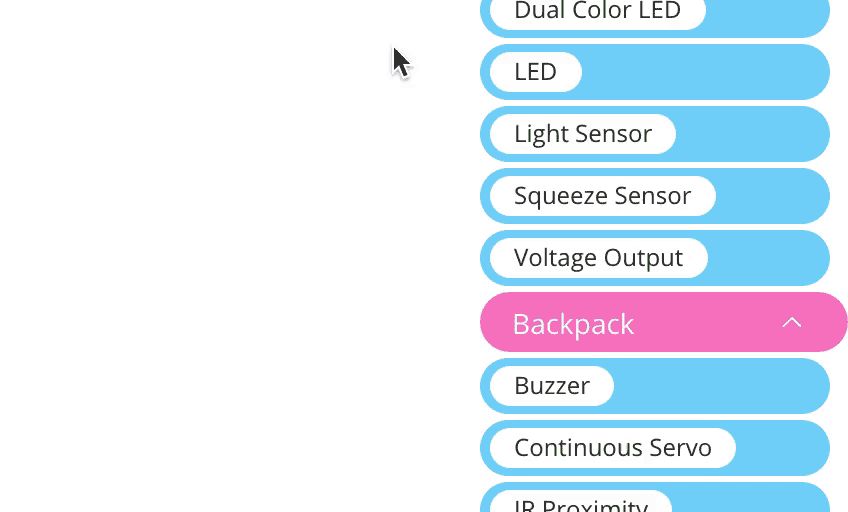 Dual Color LED
LED
Light Sensor
Squeeze Sensor
Voltage Output
Backpack
Buzzer
Continuous Servo
IR Proximity